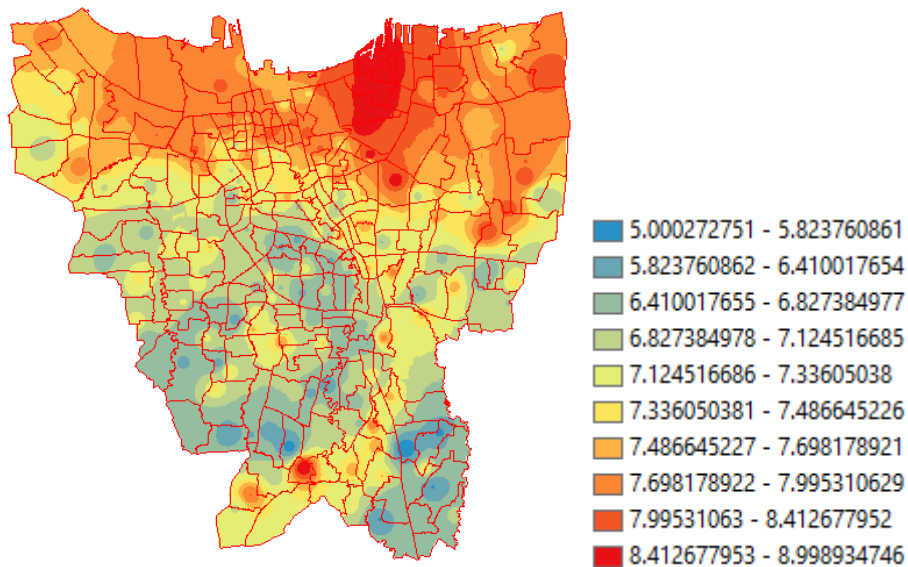 5.000272751 - 5.823760861
5.823760862 - 6.410017654
6.410017655 - 6.827384977
6.827384978 - 7.124516685
7.124516686 - 7.33605038
7.336050381 - 7.486645226
7.486645227 - 7.698178921
7.698178922 - 7.995310629
7.99531063 - 8.412677952
8.412677953 - 8.998934746